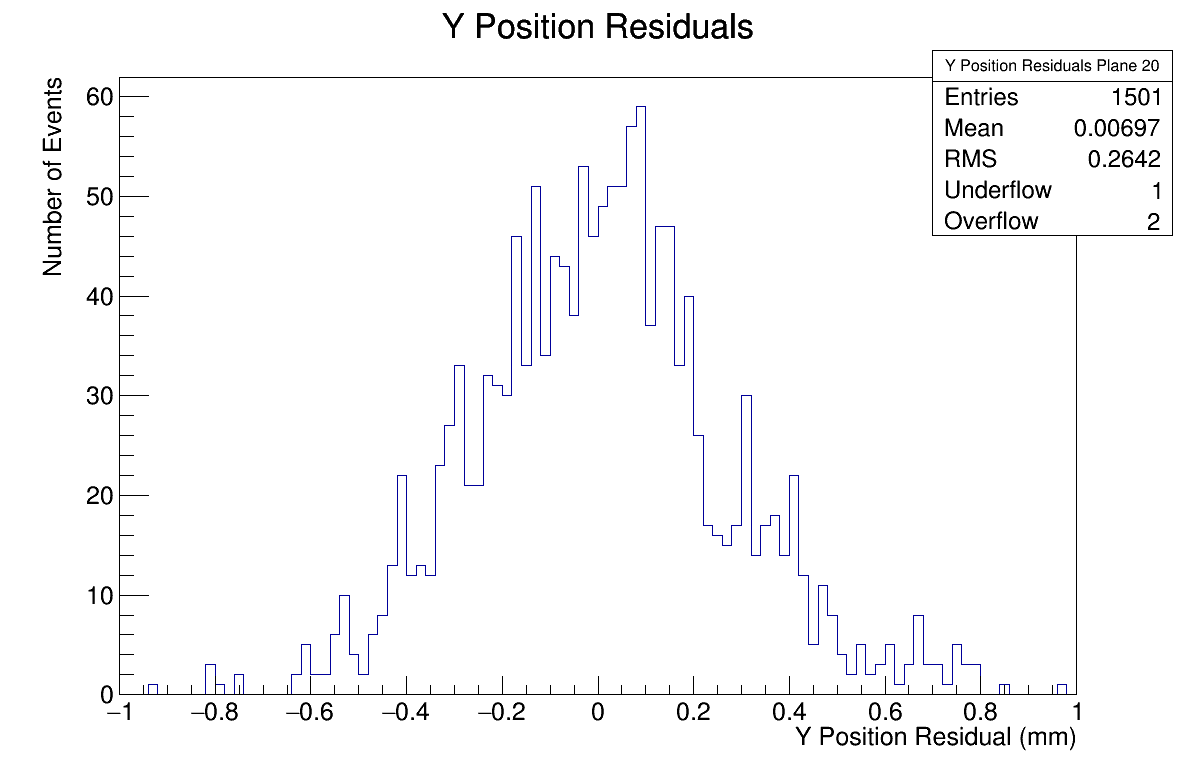 Y Position Residuals
Number of Events
Y Position Residuals Plane 20
Entries 1501
Mean 0.00697
RMS 0.2642
Underflow 1
Overflow 2
60
50
40
30
20
10
0
−1 −0.8 −0.6 −0.4 −0.2 0 0.2 0.4 0.6 0.8 1
Y Position Residual (mm)